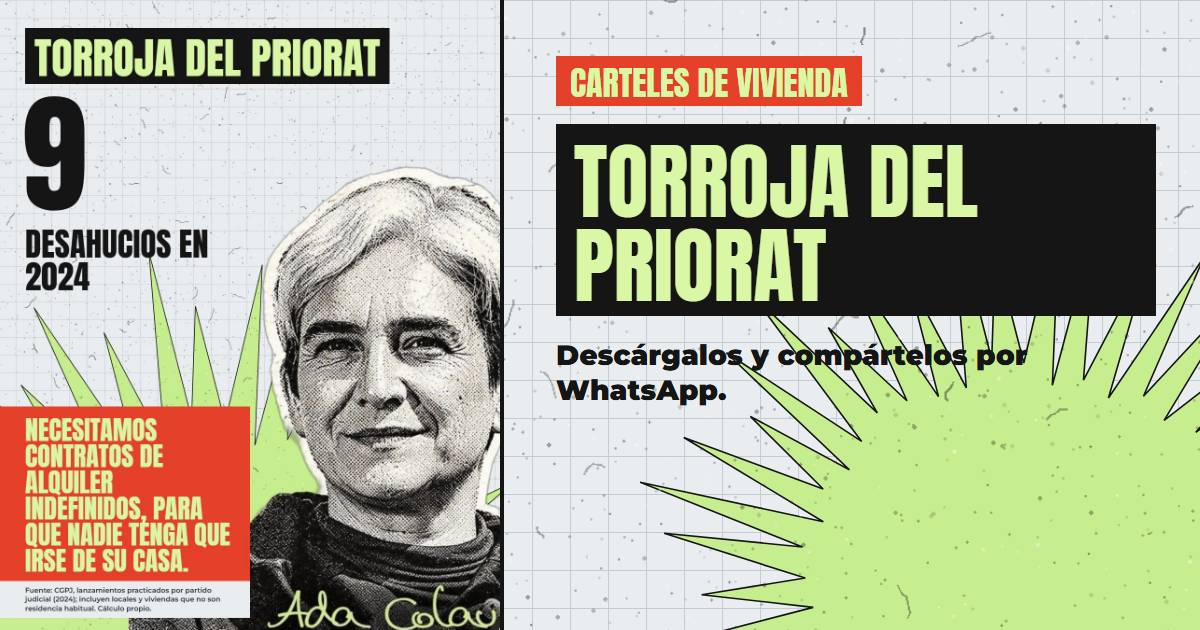 TORROJA DEL PRIORAT
9
DESAHUCIOS EN
2024
NECESITAMOS
CONTRATOS DE
ALQUILER
INDEFINIDOS, PARA
QUE NADIE TENGA QUE
IRSE DE SU CASA.
Fuente: CGPJ, lanzamientos practicados por partido
judicial (2024); incluyen locales y viviendas que no son
residencia habitual. Cálculo propio.
Ada Colau
CARTELES DE VIVIENDA
TORROJA DEL
PRIORAT
Descárgalos y compártelos por
WhatsApp.